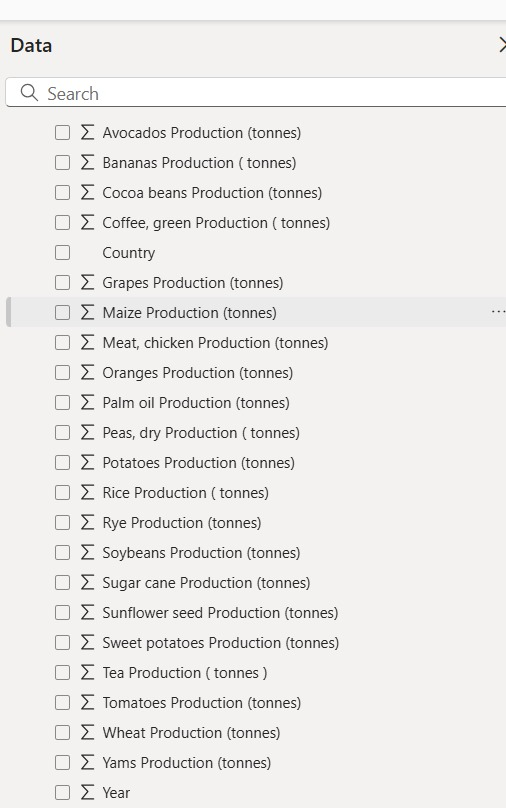 Data
Search
Avocados Production (tonnes)
Bananas Production ( tonnes)
Cocoa beans Production (tonnes)
Coffee, green Production ( tonnes)
Country
Grapes Production (tonnes)
Maize Production (tonnes)
Meat, chicken Production (tonnes)
Oranges Production (tonnes)
Palm oil Production (tonnes)
Peas, dry Production ( tonnes)
Potatoes Production (tonnes)
Rice Production ( tonnes)
Rye Production (tonnes)
Soybeans Production (tonnes)
Sugar cane Production (tonnes)
Sunflower seed Production (tonnes)
Sweet potatoes Production (tonnes)
Tea Production ( tonnes )
Tomatoes Production (tonnes)
Wheat Production (tonnes)
Yams Production (tonnes)
Year